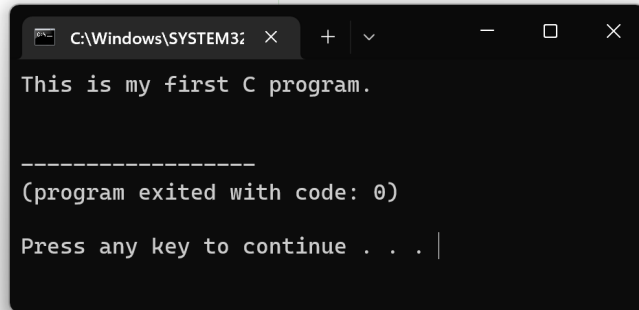 C:\Windows\SYSTEM32
This is my first C program.
------------------
(program exited with code: 0)
Press any key to continue . . .